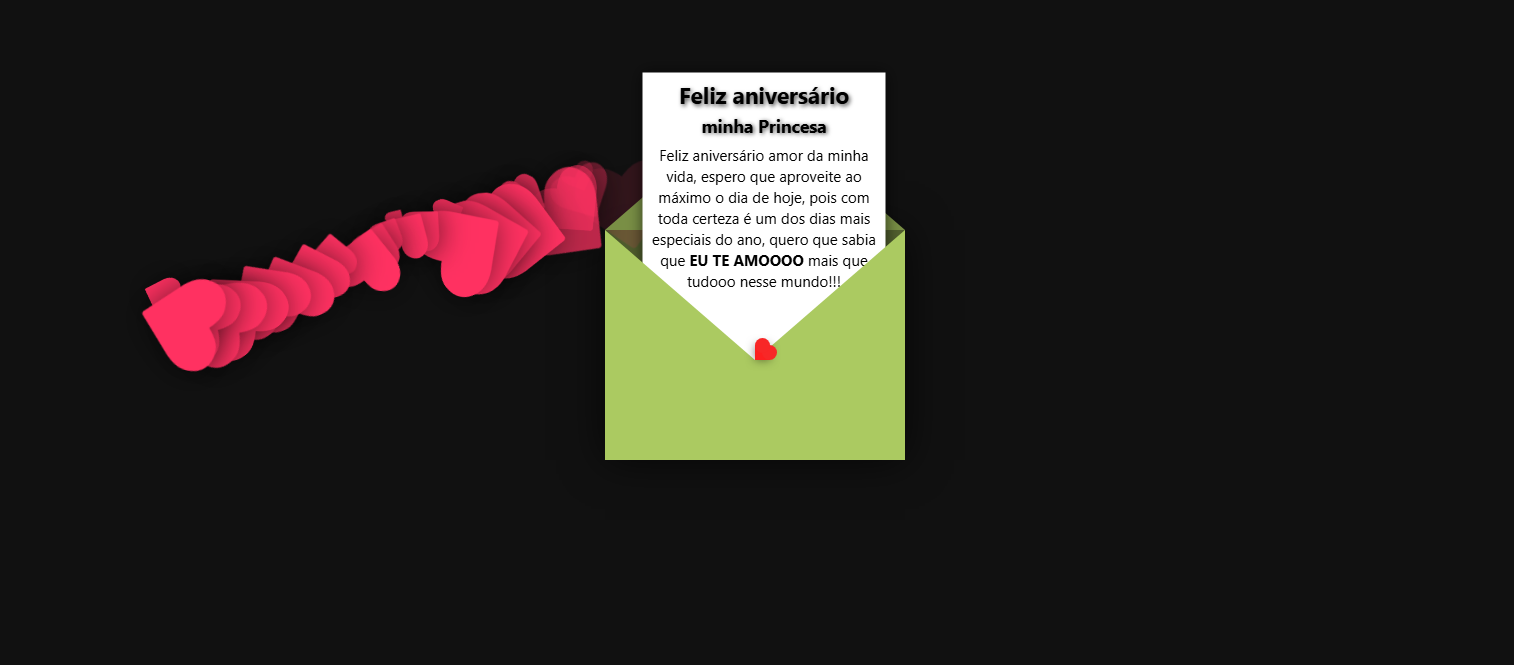 Feliz aniversário
minha Princesa
Feliz aniversário amor da minha
vida, espero que aproveite ao
máximo o dia de hoje, pois com
toda certeza é um dos dias mais
especiais do ano, quero que sabia
que EU TE AMOOOO mais que
tudooo nesse mundo!!!